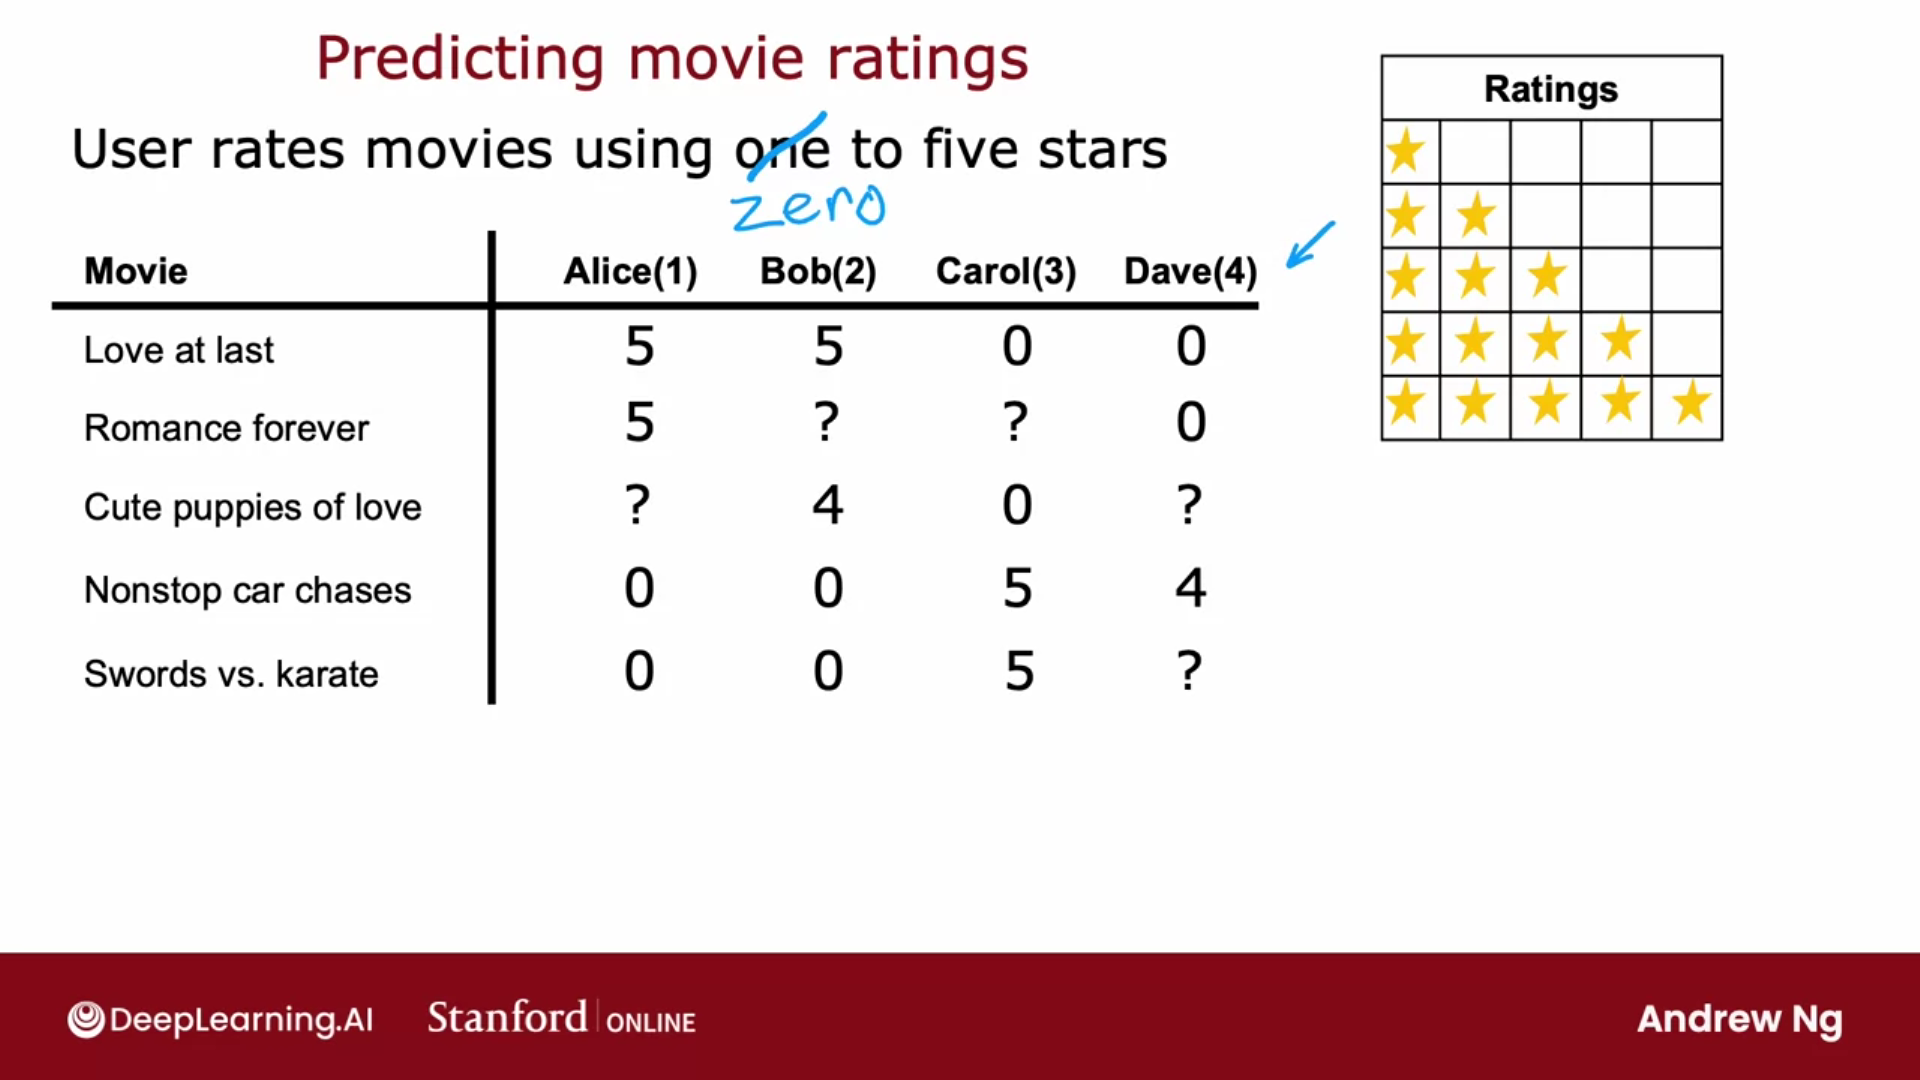 Predicting movie ratings
User rates movies using one to five stars
zero
Movie Alice(1) Bob(2) Carol(3) Dave(4)
Love at last 5 5 0 0
Romance forever 5 ? ? 0
Cute puppies of love ? 4 0 ?
Nonstop car chases 0 0 5 4
Swords vs. karate 0 0 5 ?
Ratings
DeepLearning.AI Stanford ONLINE Andrew Ng